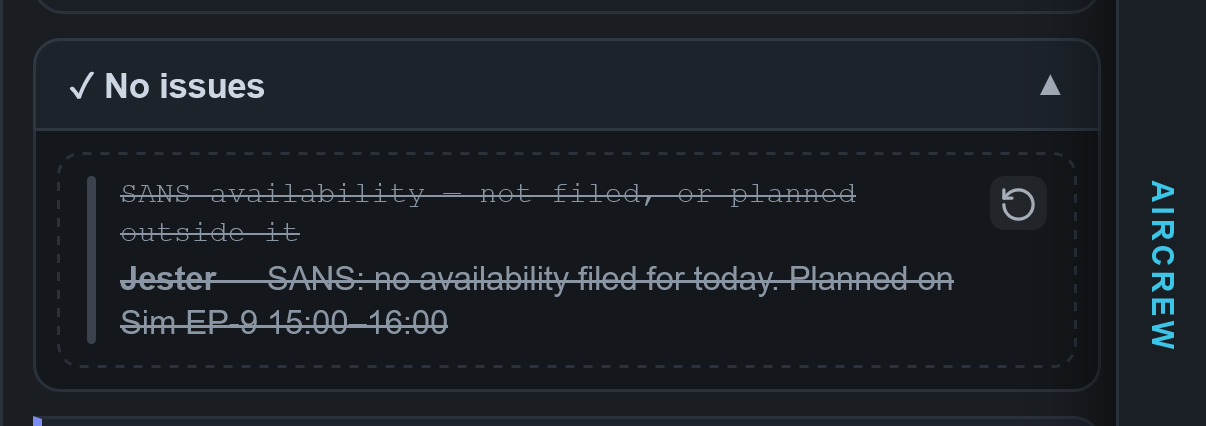 ✓ No issues
▲
SANS availability — not filed, or planned
outside it
Jester — SANS: no availability filed for today. Planned on
Sim EP-9 15:00–16:00
AIRCREW